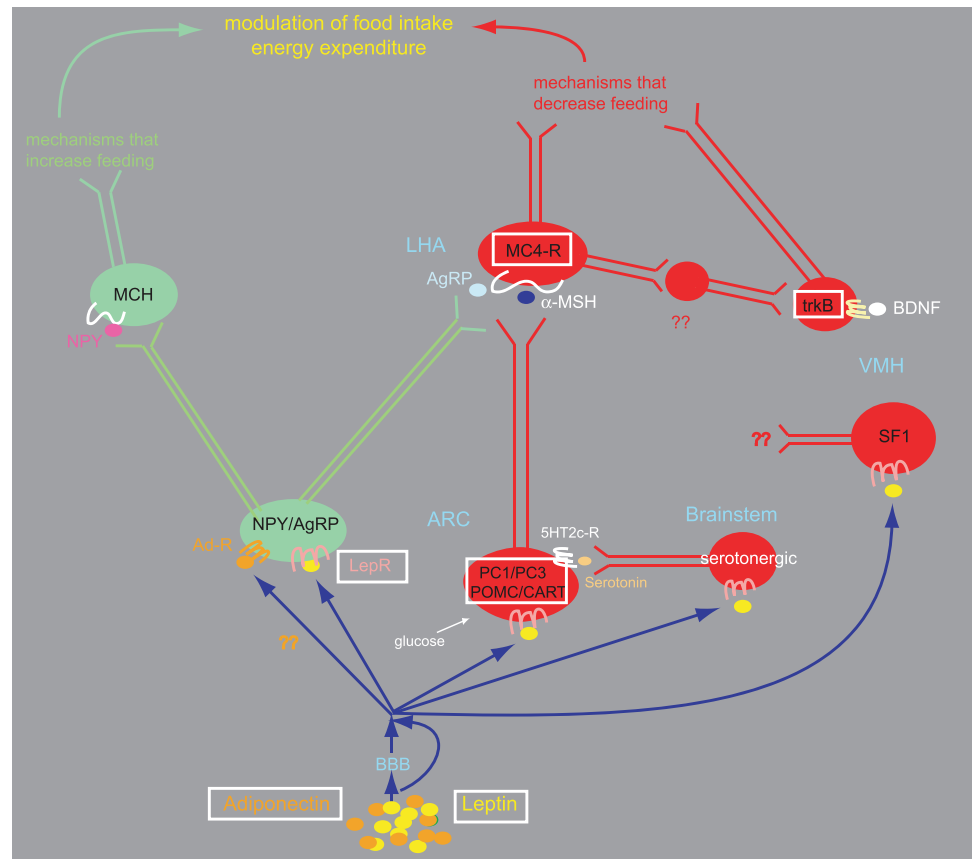 modulation of food intake
energy expenditure
mechanisms that
decrease feeding
mechanisms that
increase feeding
LHA
MC4-R
AgRP
α-MSH
MCH
NPY
??
trkB
BDNF
VMH
SF1
??
NPY/AgRP
Ad-R
LepR
ARC
5HT2c-R
Brainstem
serotonergic
PC1/PC3
POMC/CART
Serotonin
glucose
??
BBB
Adiponectin
Leptin